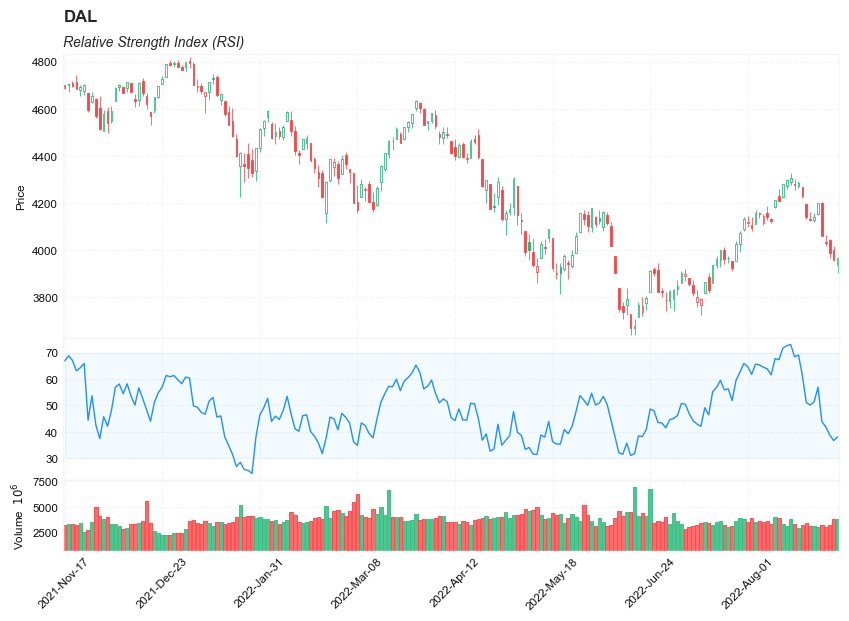 DAL
Relative Strength Index (RSI)
4800
4600
4400
4200
4000
3800
Price
70
60
50
40
30
7500
5000
2500
Volume 10^6
2021-Nov-17
2021-Dec-23
2022-Jan-31
2022-Mar-08
2022-Apr-12
2022-May-18
2022-Jun-24
2022-Aug-01